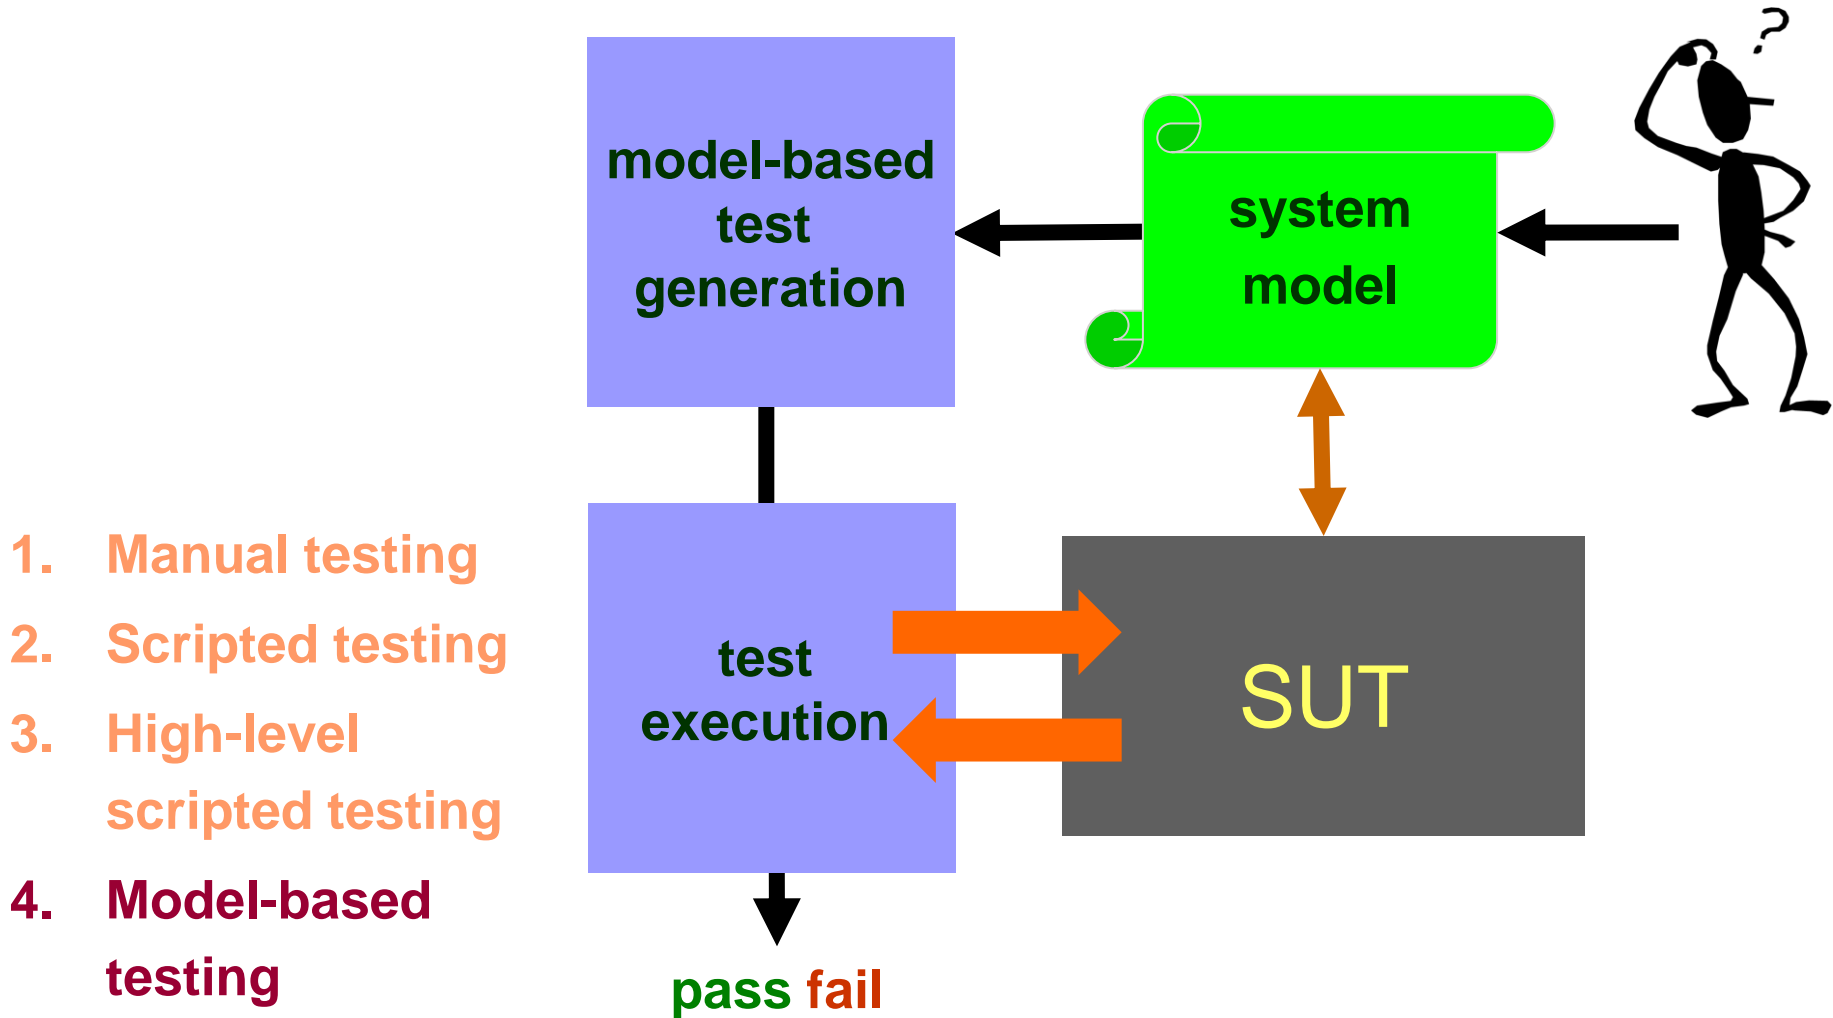 ?
model-based
test
generation
system
model
1. Manual testing
2. Scripted testing
3. High-level
scripted testing
4. Model-based
testing
test
execution
SUT
pass fail